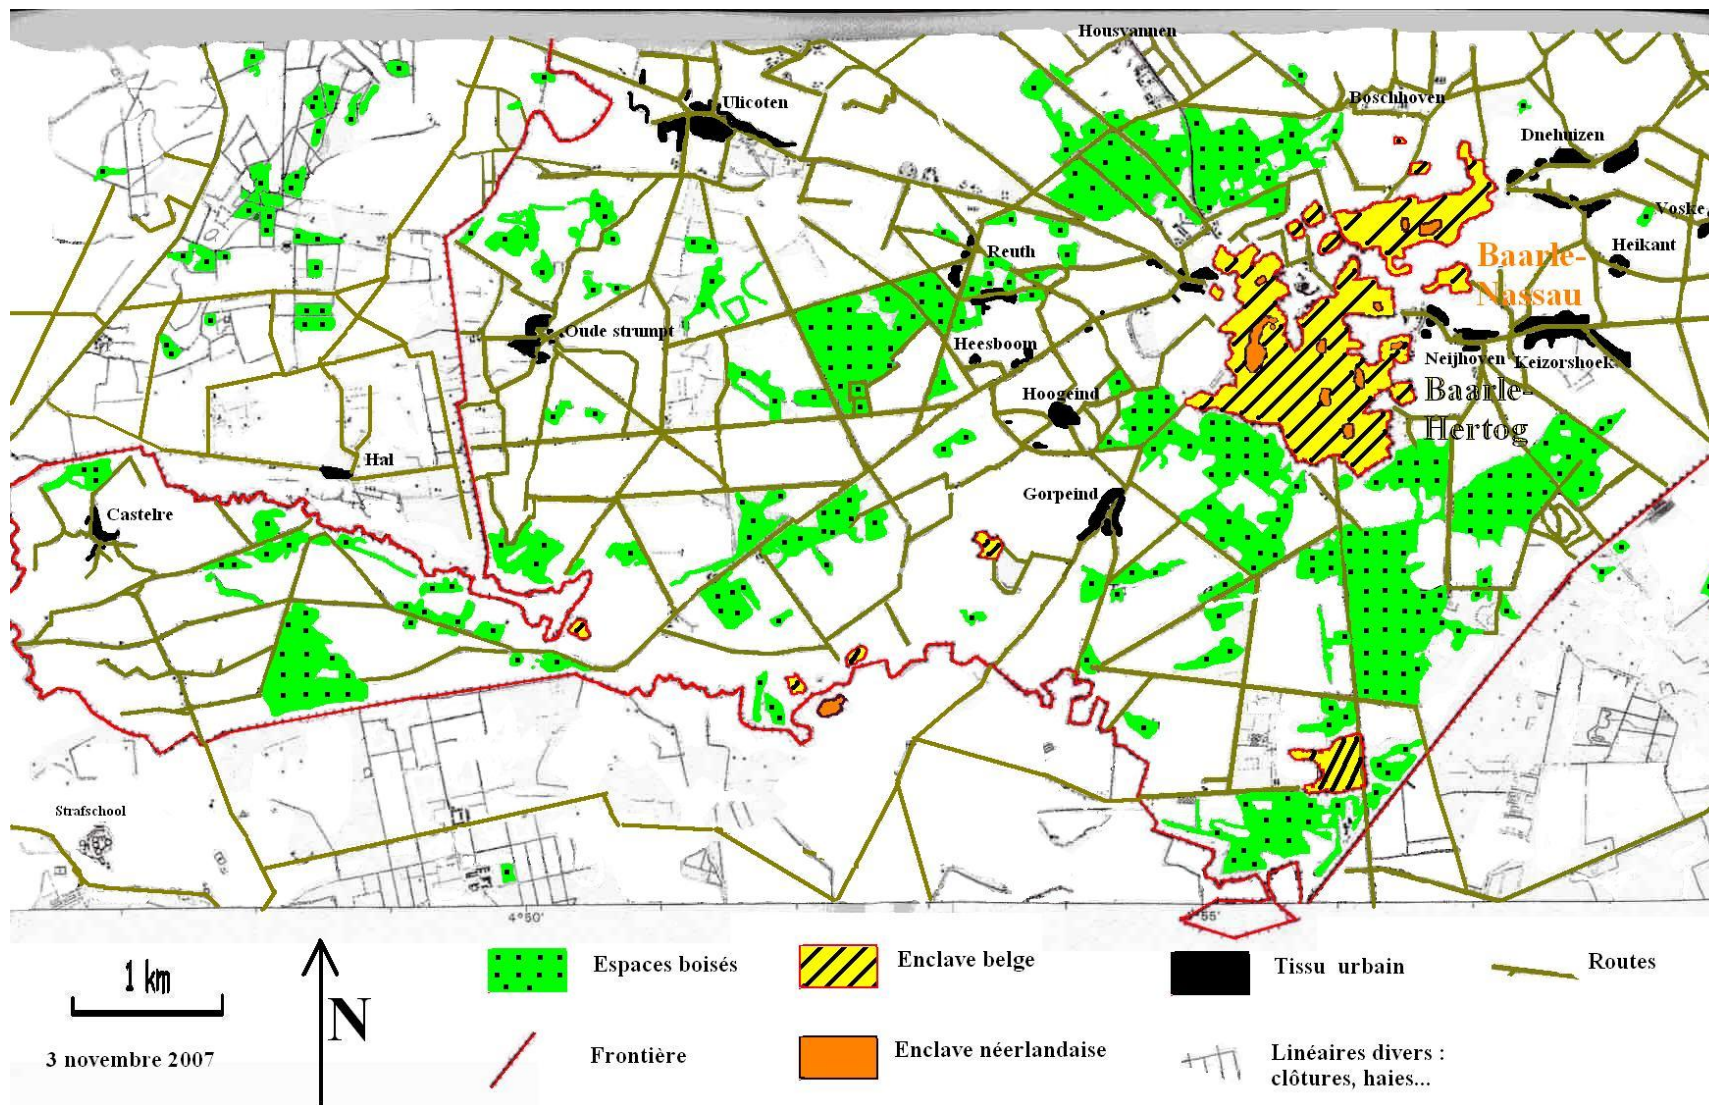 Housvannen
Ulicoten
Boschhoven
Dnehuizen
Voske
Reuth
Heikant
Baarle-
Nassau
Oude strumpt
Heesboom
Neijhoven
Keizorshoek
Hoogeind
Baarle-
Hertog
Hal
Gorpeind
Castelre
Strafschool
4°50'
55'
1 km
N
3 novembre 2007
Espaces boisés
Enclave belge
Tissu urbain
Routes
Frontière
Enclave néerlandaise
Linéaires divers :
clôtures, haies...